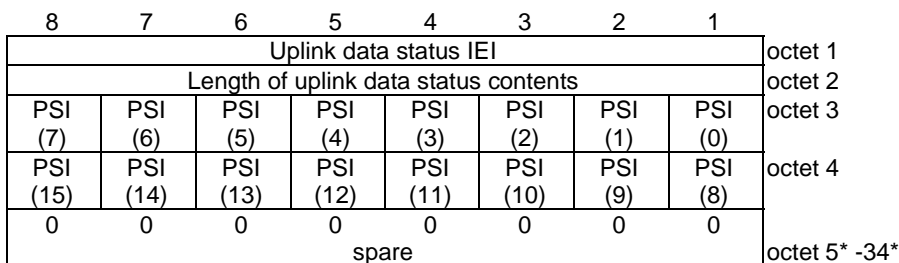 8 7 6 5 4 3 2 1
Uplink data status IEI octet 1
Length of uplink data status contents octet 2
PSI PSI PSI PSI PSI PSI PSI PSI octet 3
(7) (6) (5) (4) (3) (2) (1) (0)
PSI PSI PSI PSI PSI PSI PSI PSI octet 4
(15) (14) (13) (12) (11) (10) (9) (8)
0 0 0 0 0 0 0 0
spare octet 5* -34*